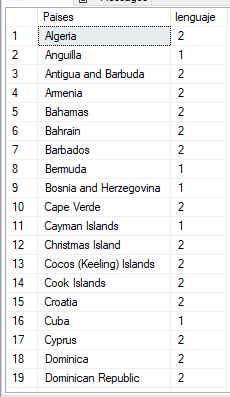 Messages
Paises lenguaje
1 Algeria 2
2 Anguilla 1
3 Antigua and Barbuda 2
4 Armenia 2
5 Bahamas 2
6 Bahrain 2
7 Barbados 2
8 Bermuda 1
9 Bosnia and Herzegovina 1
10 Cape Verde 2
11 Cayman Islands 1
12 Christmas Island 2
13 Cocos (Keeling) Islands 2
14 Cook Islands 2
15 Croatia 2
16 Cuba 1
17 Cyprus 2
18 Dominica 2
19 Dominican Republic 2